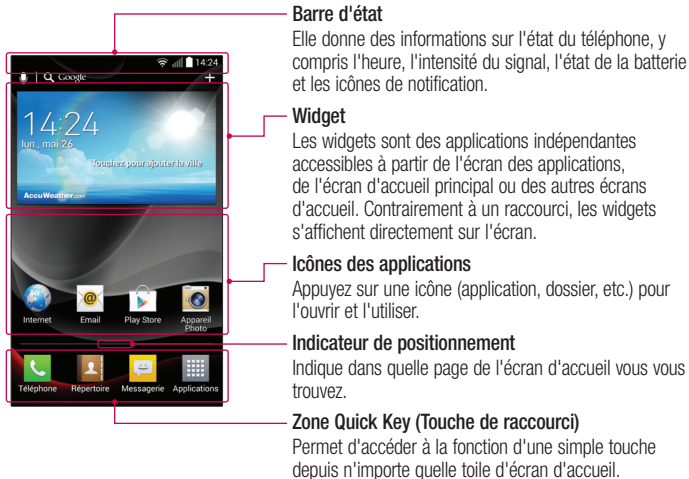 14:24
Google
+
14:24
lun., mai 26
Touchez pour ajouter la ville
AccuWeather.com
Internet
Email
Play Store
Appareil
Photo
Téléphone
Répertoire
Messagerie
Applications
Barre d'état
Elle donne des informations sur l'état du téléphone, y
compris l'heure, l'intensité du signal, l'état de la batterie
et les icônes de notification.
Widget
Les widgets sont des applications indépendantes
accessibles à partir de l'écran des applications,
de l'écran d'accueil principal ou des autres écrans
d'accueil. Contrairement à un raccourci, les widgets
s'affichent directement sur l'écran.
Icônes des applications
Appuyez sur une icône (application, dossier, etc.) pour
l'ouvrir et l'utiliser.
Indicateur de positionnement
Indique dans quelle page de l'écran d'accueil vous vous
trouvez.
Zone Quick Key (Touche de raccourci)
Permet d'accéder à la fonction d'une simple touche
depuis n'importe quelle toile d'écran d'accueil.